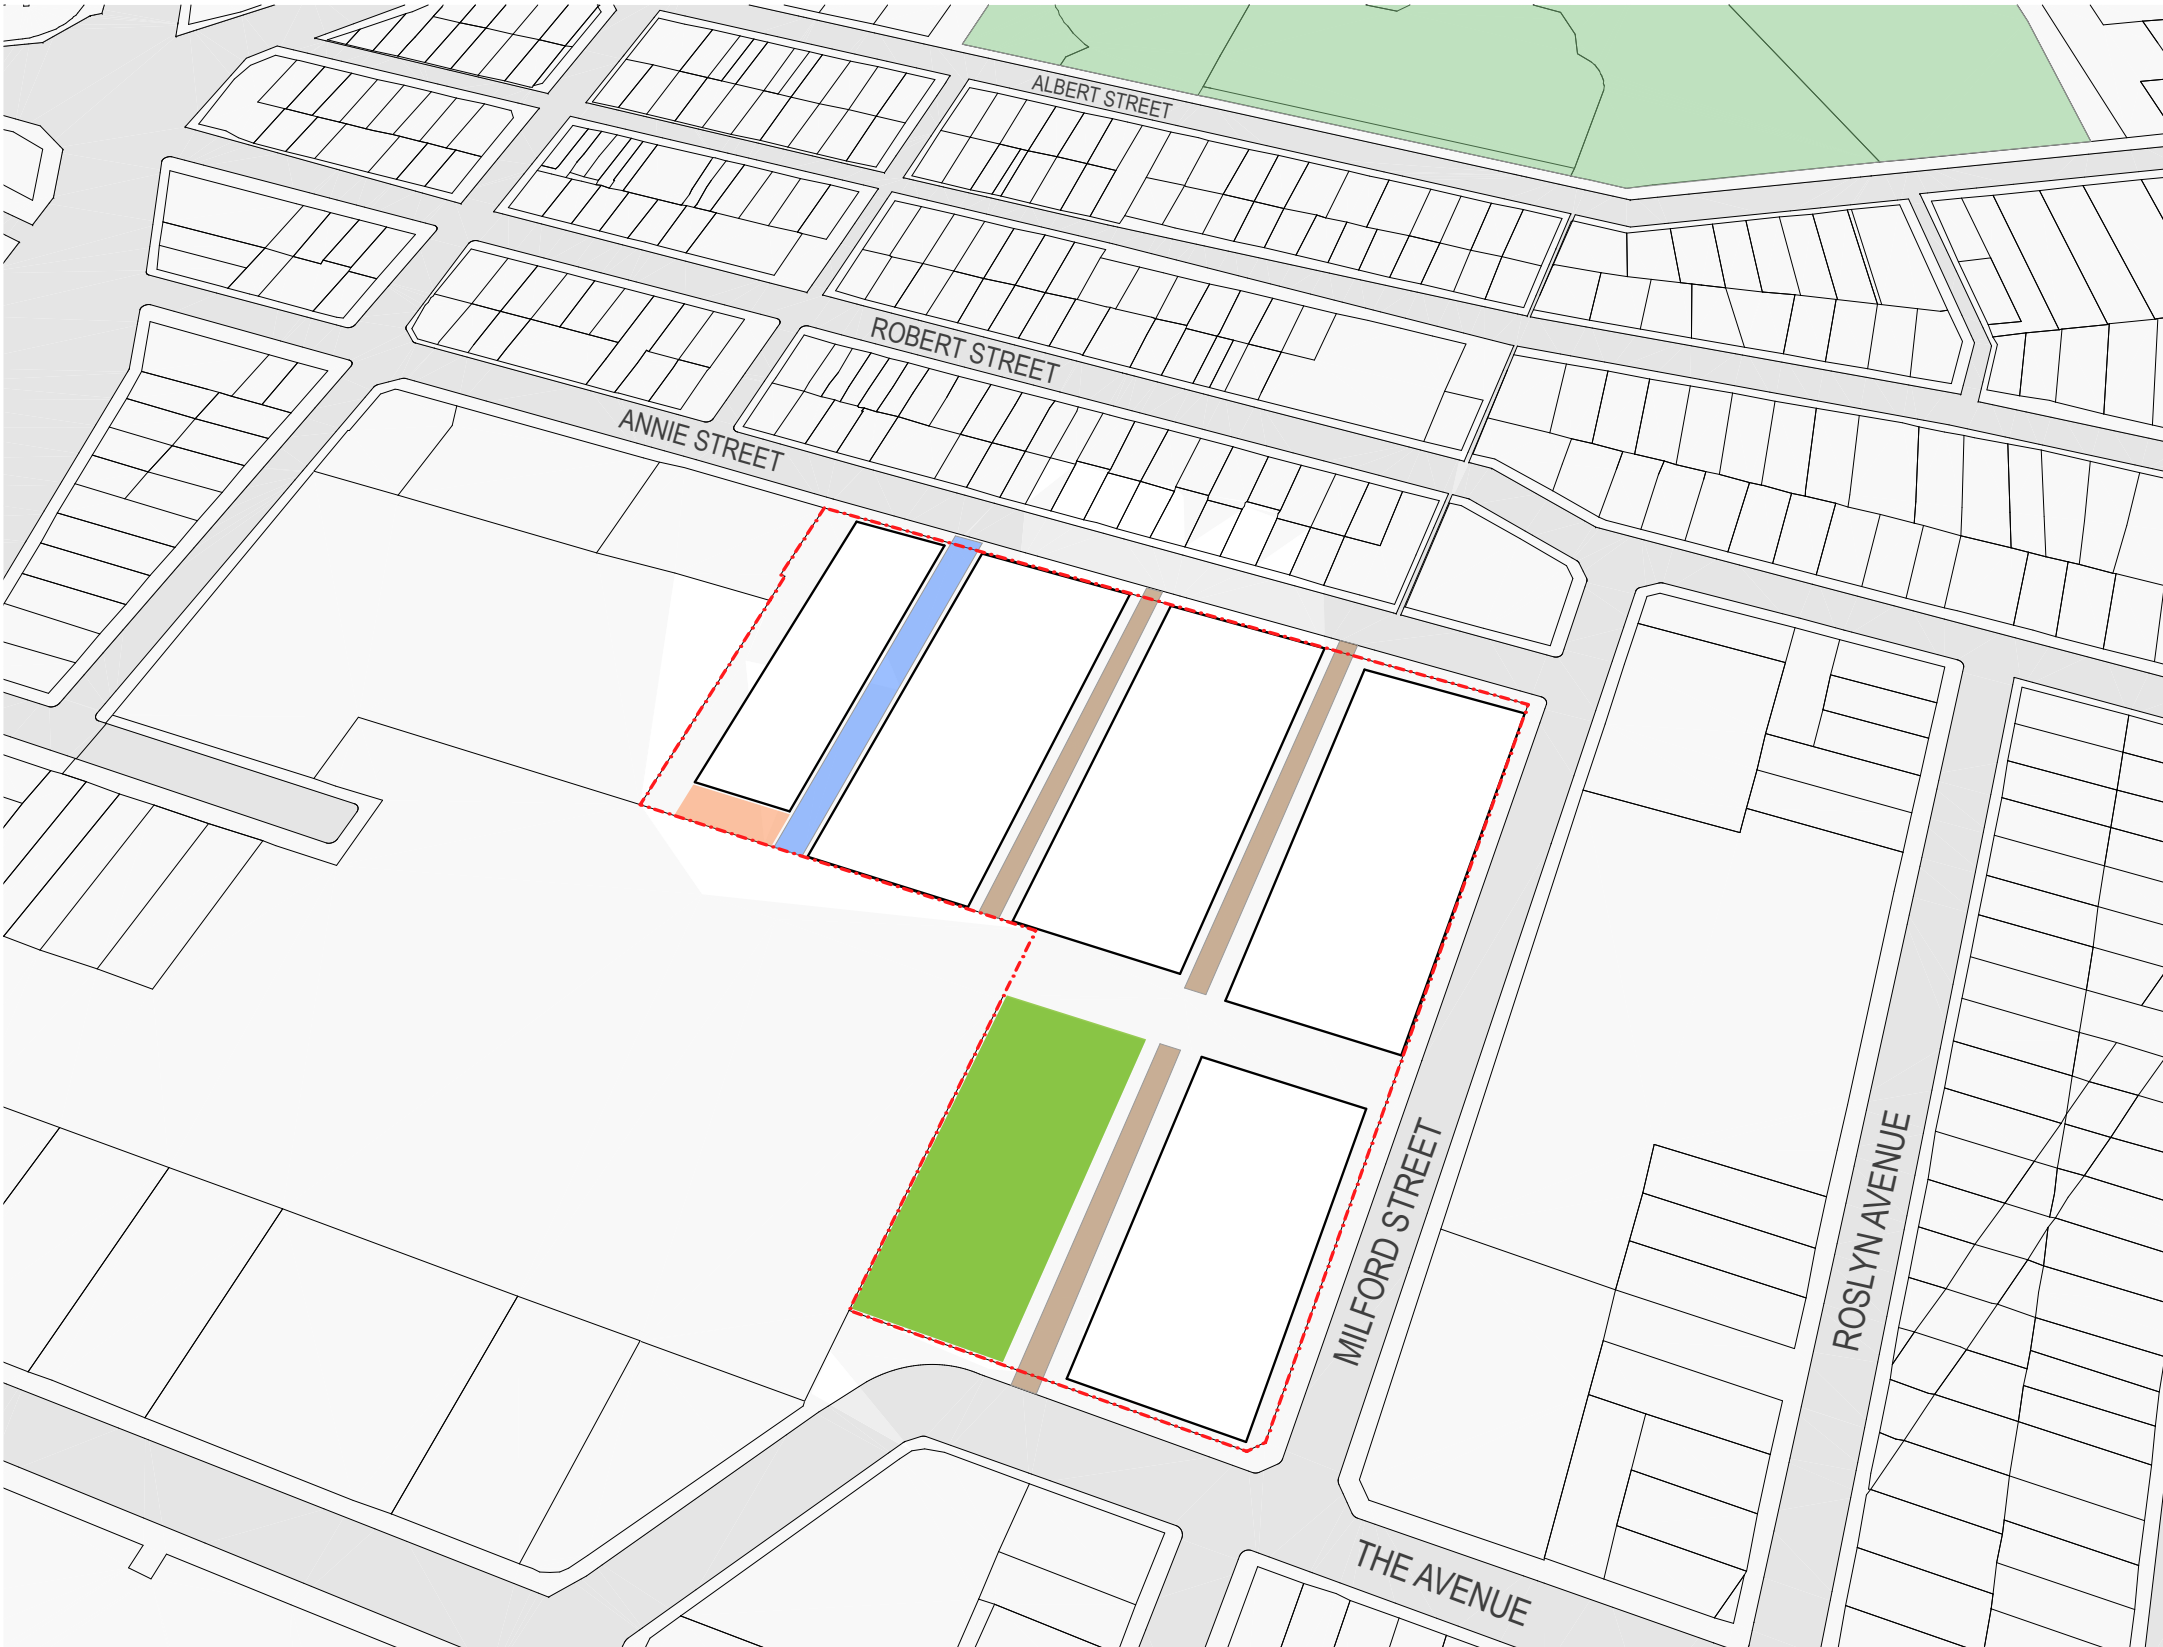 ALBERT STREET
ROBERT STREET
ANNIE STREET
MILFORD STREET
ROSLYN AVENUE
THE AVENUE